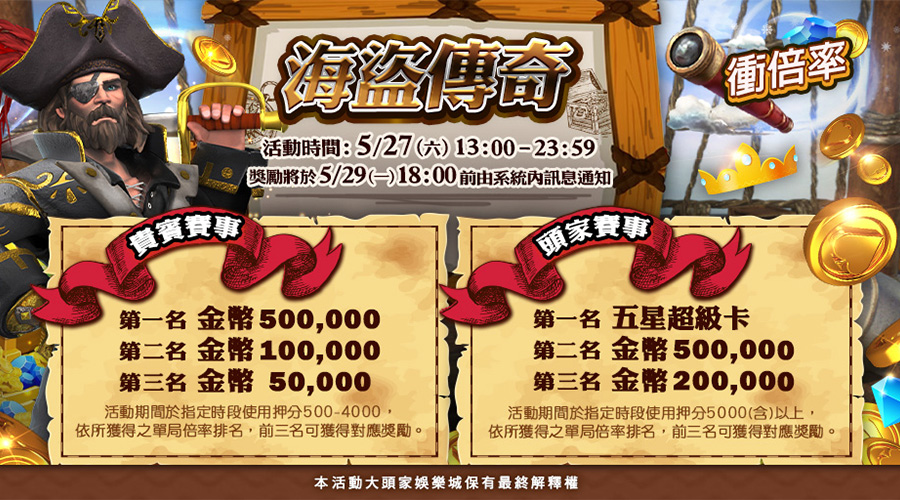 海盜傳奇
衝倍率
活動時間：5/27(六) 13:00-23:59
獎勵將於5/29(一)18:00前由系統內訊息通知
貴賓賽事
第一名 金幣 500,000
第二名 金幣 100,000
第三名 金幣 50,000
活動期間於指定時段使用押分500-4000，
依所獲得之單局倍率排名，前三名可獲得對應獎勵。
頭家賽事
第一名 五星超級卡
第二名 金幣 500,000
第三名 金幣 200,000
活動期間於指定時段使用押分5000(含)以上，
依所獲得之單局倍率排名，前三名可獲得對應獎勵。
本活動大頭家娛樂城保有最終解釋權